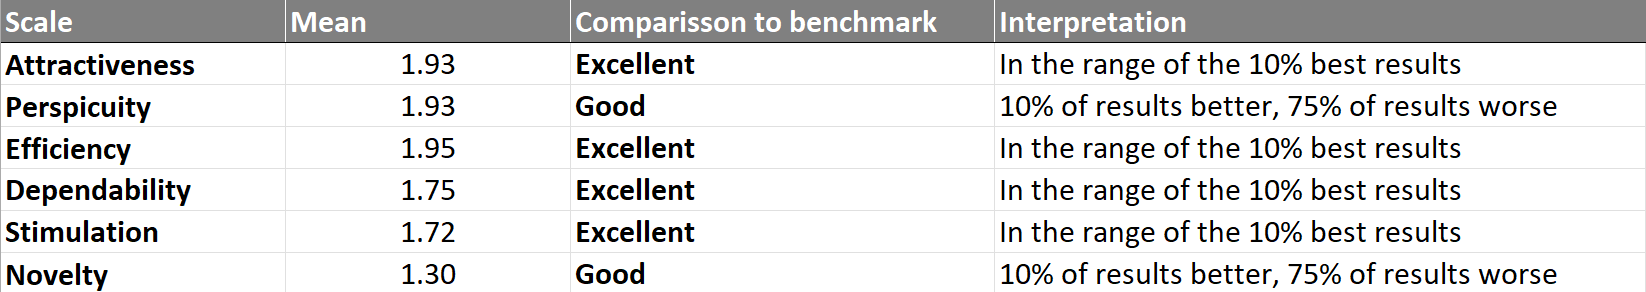 Scale Mean Comparisson to benchmark Interpretation
Attractiveness 1.93 Excellent In the range of the 10% best results
Perspicuity 1.93 Good 10% of results better, 75% of results worse
Efficiency 1.95 Excellent In the range of the 10% best results
Dependability 1.75 Excellent In the range of the 10% best results
Stimulation 1.72 Excellent In the range of the 10% best results
Novelty 1.30 Good 10% of results better, 75% of results worse